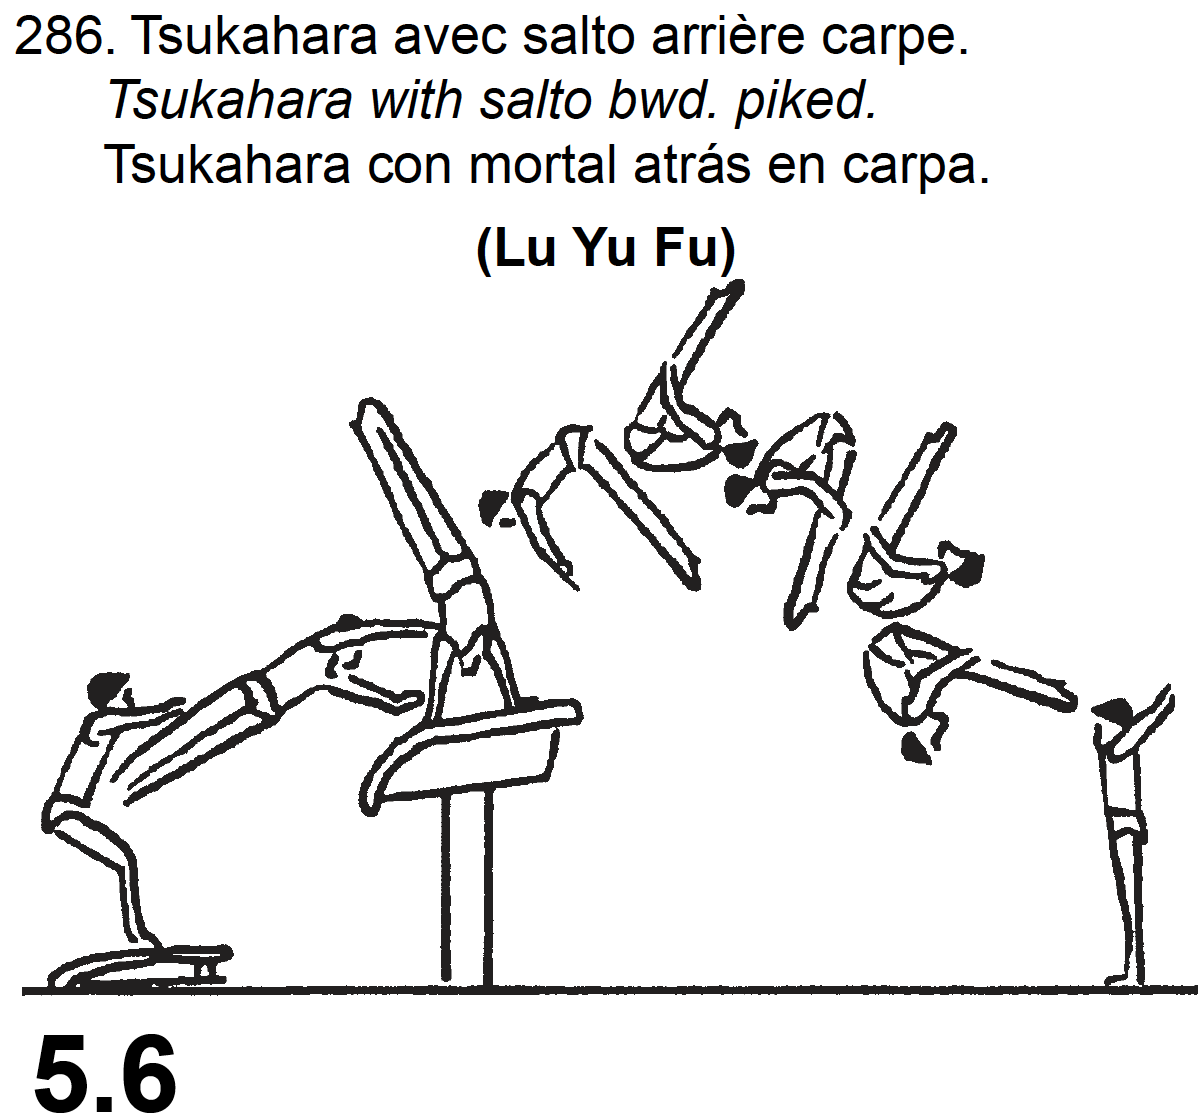 286. Tsukahara avec salto arrière carpe.
Tsukahara with salto bwd. piked.
Tsukahara con mortal atrás en carpa.
(Lu Yu Fu)
5.6